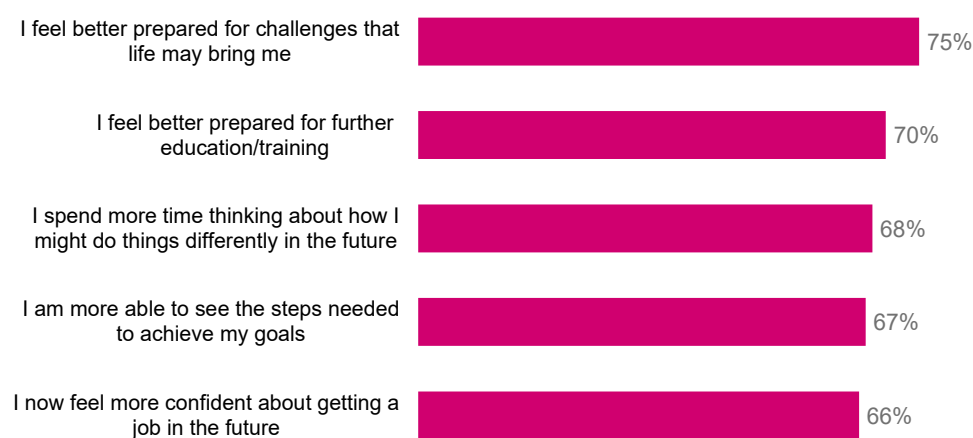 I feel better prepared for challenges that
life may bring me
75%
I feel better prepared for further
education/training
70%
I spend more time thinking about how I
might do things differently in the future
68%
I am more able to see the steps needed
to achieve my goals
67%
I now feel more confident about getting a
job in the future
66%